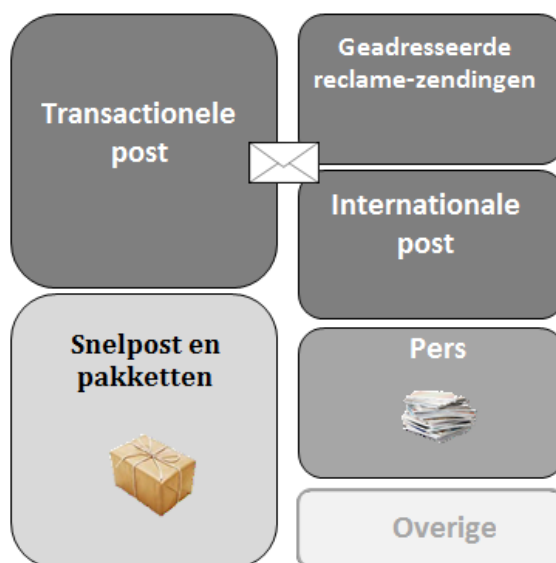 Transactionele
post
Geadresseerde
reclame-zendingen
Internationale
post
Snelpost en
pakketten
Pers
Overige